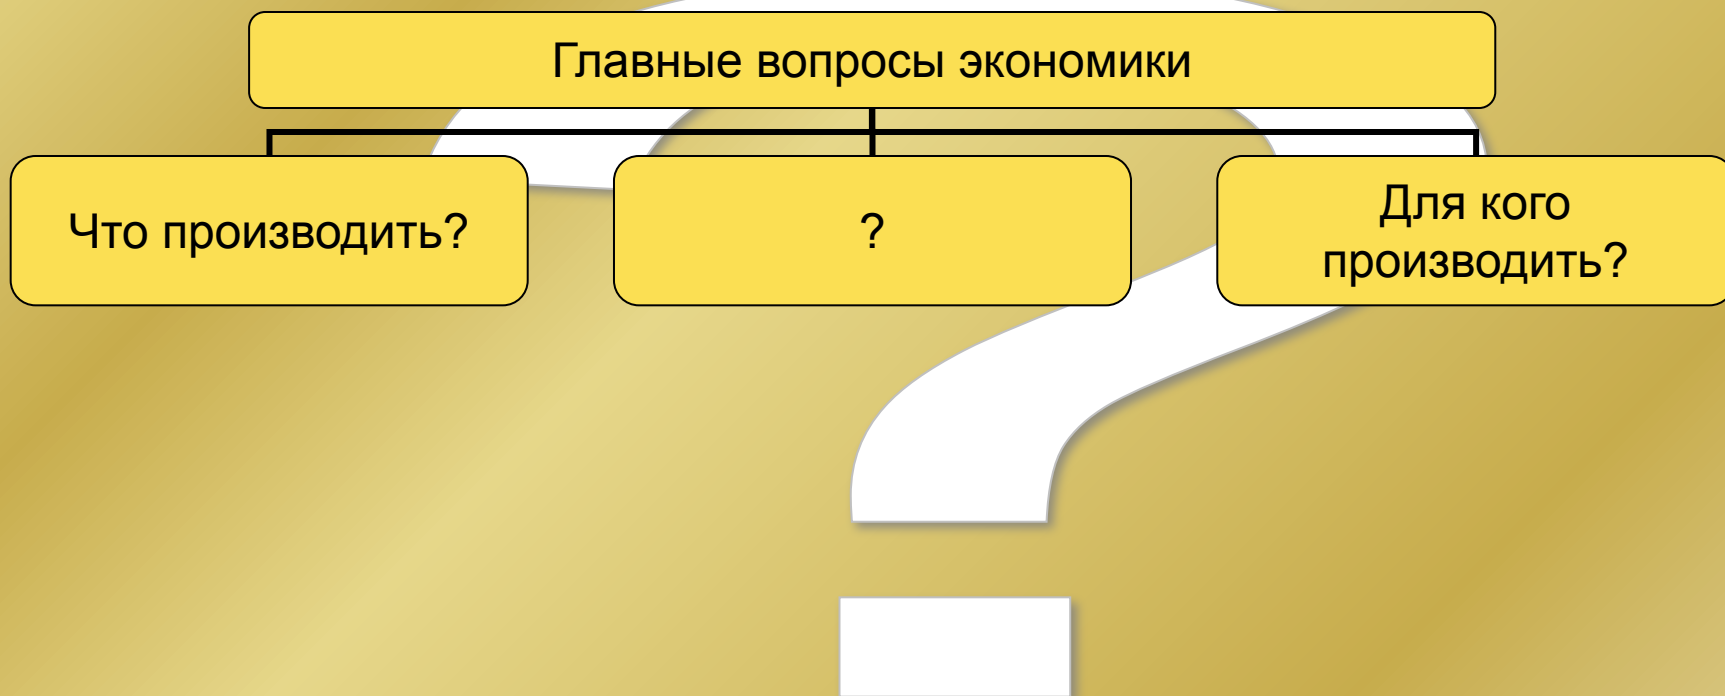 Главные вопросы экономики
Что производить?
?
Для кого
производить?